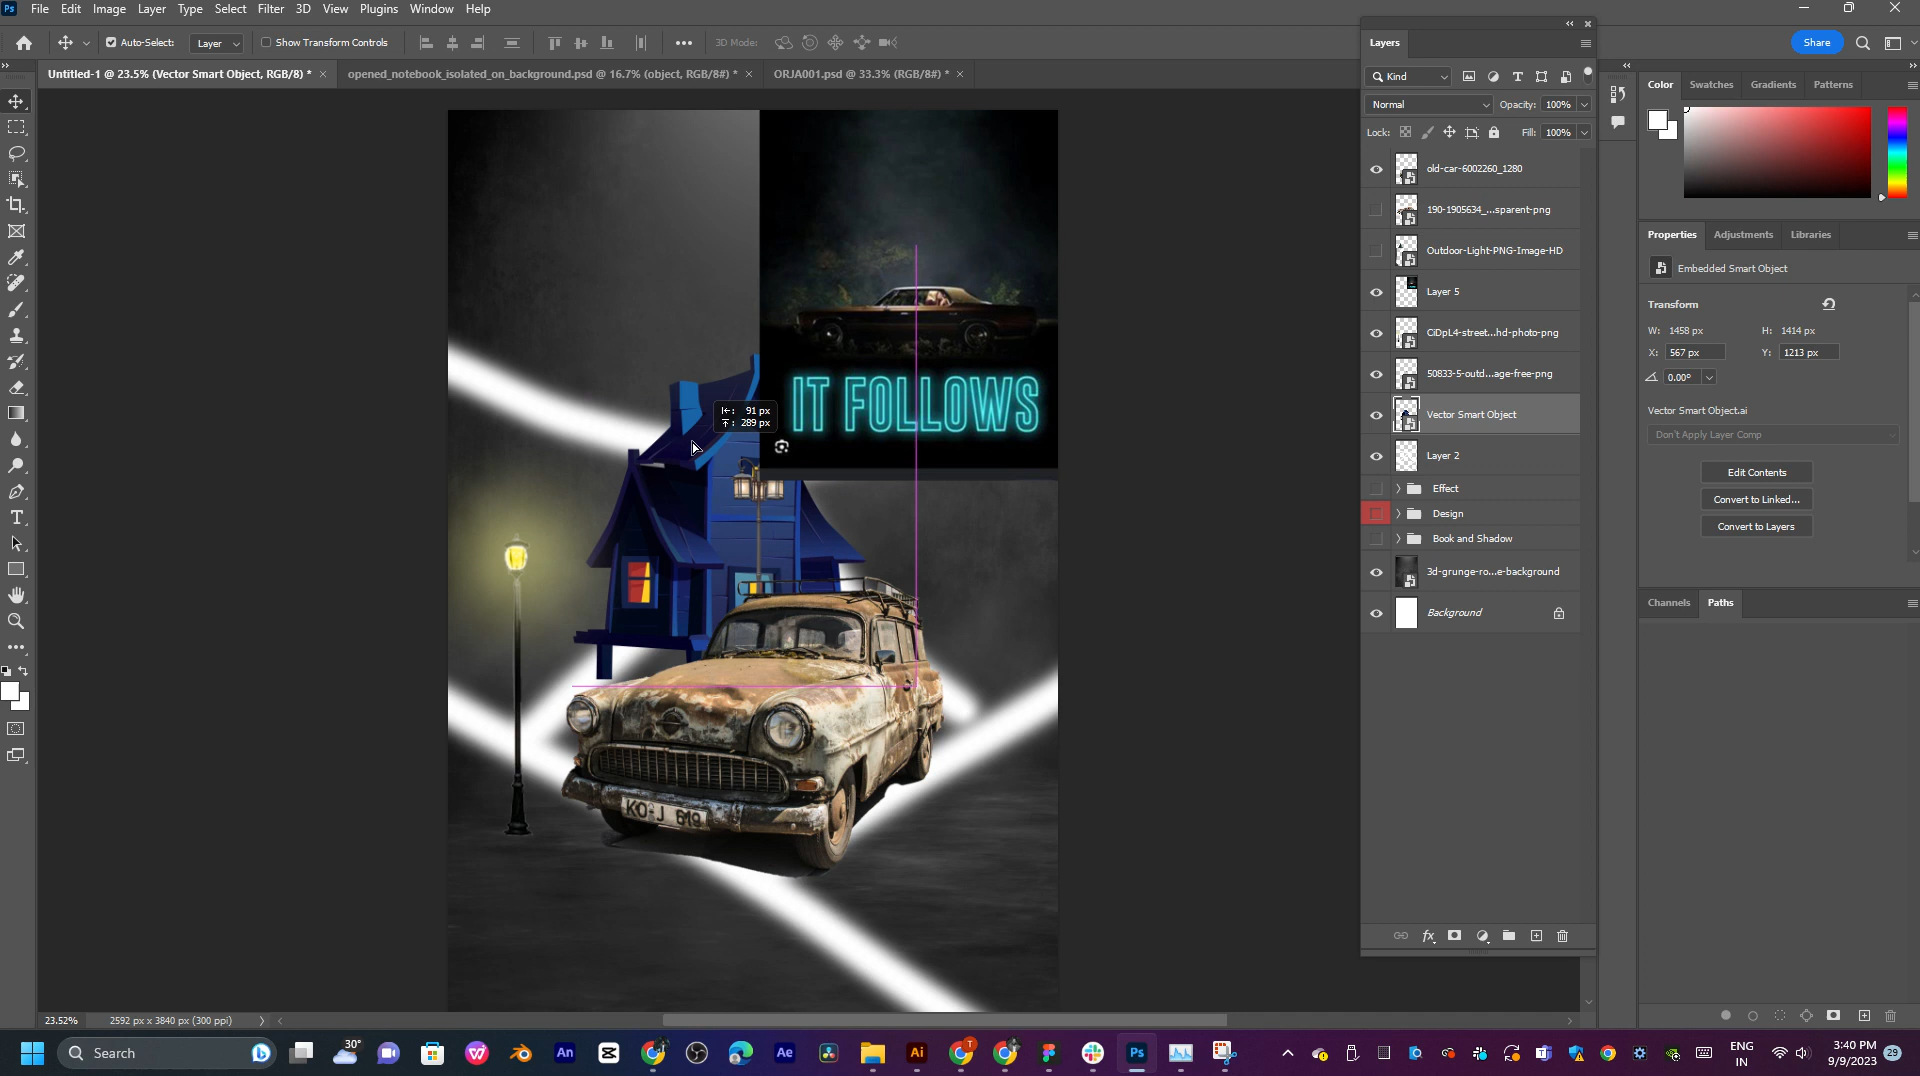 Ps File Edit Image Layer Type Select Filter 3D View Plugins Window Help
Auto-Select: Layer Show Transform Controls 3D Mode: Share
Untitled-1 @ 23.5% (Vector Smart Object, RGB/8) * × opened_notebook_isolated_on_background.psd @ 16.7% (object, RGB/8#) * × ORJA001.psd @ 33.3% (RGB/8#) * ×
Layers
Kind
Normal Opacity: 100%
Lock: Fill: 100%
old-car-6002260_1280
190-1905634_...sparent-png
Outdoor-Light-PNG-Image-HD
Layer 5
CiDpL4-street...hd-photo-png
50833-5-outd...age-free-png
Vector Smart Object
Layer 2
Effect
Design
Book and Shadow
3d-grunge-ro...e-background
Background
Color Swatches Gradients Patterns
Properties Adjustments Libraries
Embedded Smart Object
Transform
W: 1458 px H: 1414 px
X: 567 px Y: 1213 px
0.00°
Vector Smart Object.ai
Don't Apply Layer Comp
Edit Contents
Convert to Linked...
Convert to Layers
Channels Paths
IT FOLLOWS
91 px
289 px
KO-J 619
23.52% 2592 px x 3840 px (300 ppi)
Search
30°
An Ae T Ai Ps
ENG
IN
3:40 PM
9/9/2023
29